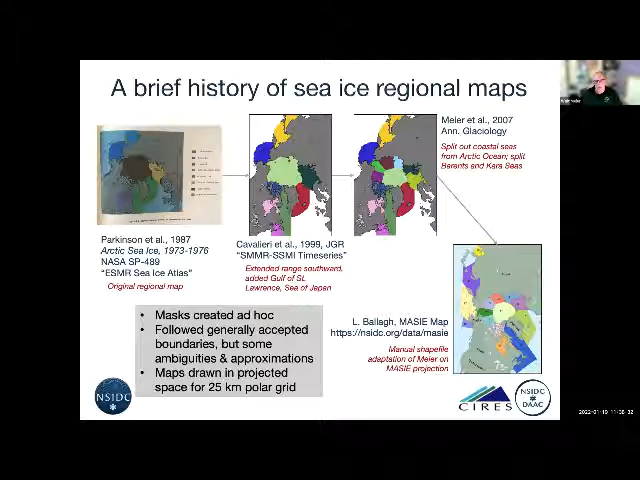 A brief history of sea ice regional maps
Meier et al., 2007
Ann. Glaciology
Split out coastal seas
from Arctic Ocean; split
Barents and Kara Seas
Parkinson et al., 1987
Arctic Sea Ice, 1973-1976
NASA SP-489
"ESMR Sea Ice Atlas"
Original regional map
Cavalieri et al., 1999, JGR
"SMMR-SSMI Timeseries"
Extended range southward,
added Gulf of St.
Lawrence, Sea of Japan
L. Ballagh, MASIE Map
https://nsidc.org/data/masie
Manual shapefile
adaptation of Meier on
MASIE projection
• Masks created ad hoc
• Followed generally accepted
boundaries, but some
ambiguities & approximations
• Maps drawn in projected
space for 25 km polar grid
NSIDC
CIRES
NSIDC
DAAC